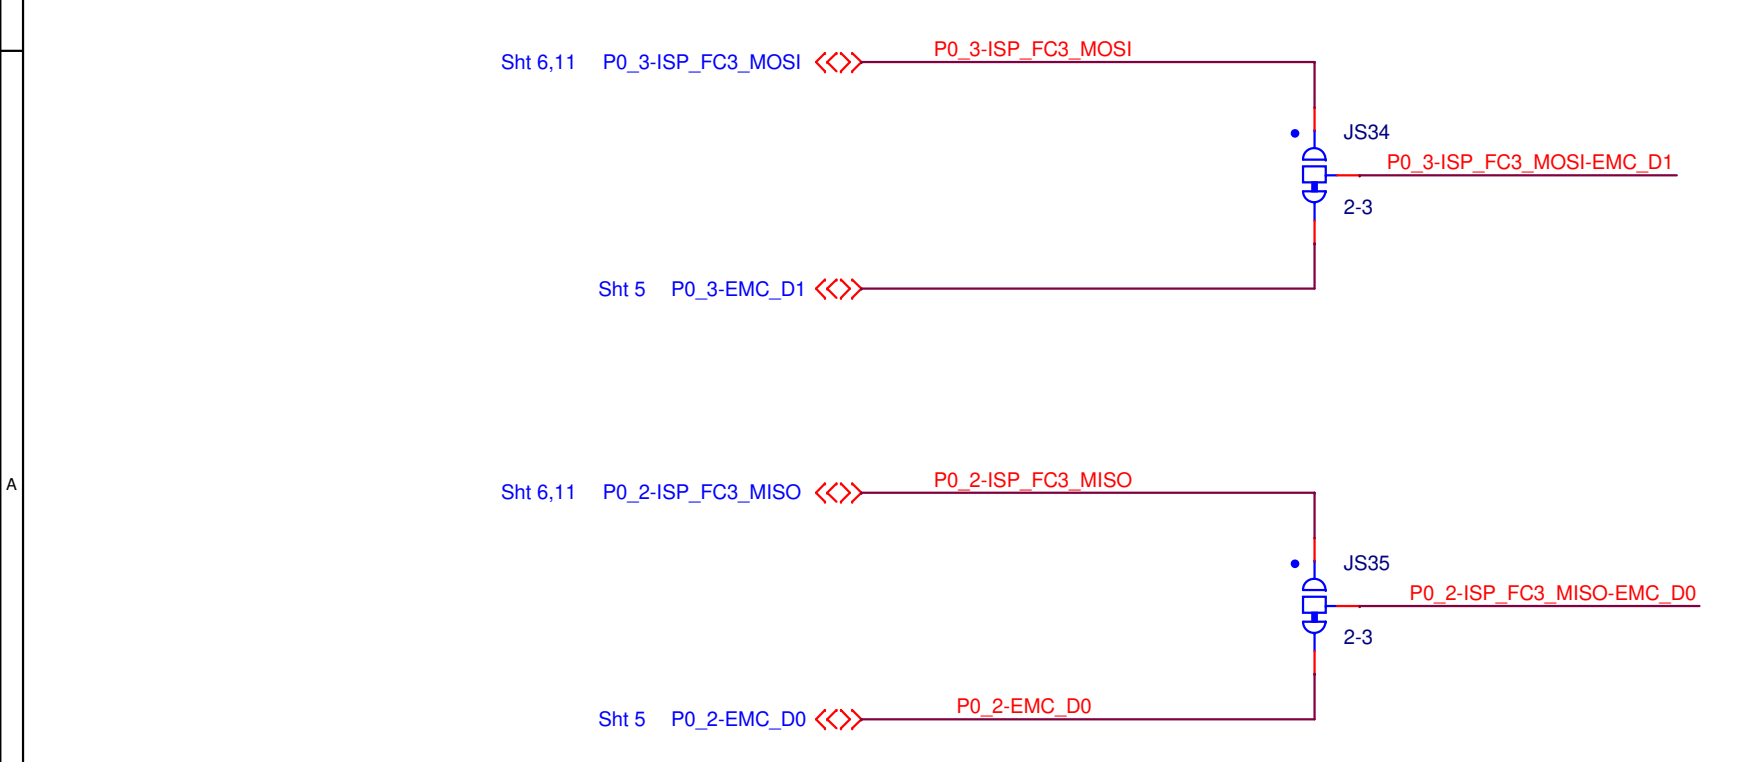 P0_3-ISP_FC3_MOSI
Sht 6,11 P0_3-ISP_FC3_MOSI
JS34
P0_3-ISP_FC3_MOSI-EMC_D1
2-3
Sht 5 P0_3-EMC_D1
A
P0_2-ISP_FC3_MISO
Sht 6,11 P0_2-ISP_FC3_MISO
JS35
P0_2-ISP_FC3_MISO-EMC_D0
2-3
P0_2-EMC_D0
Sht 5 P0_2-EMC_D0